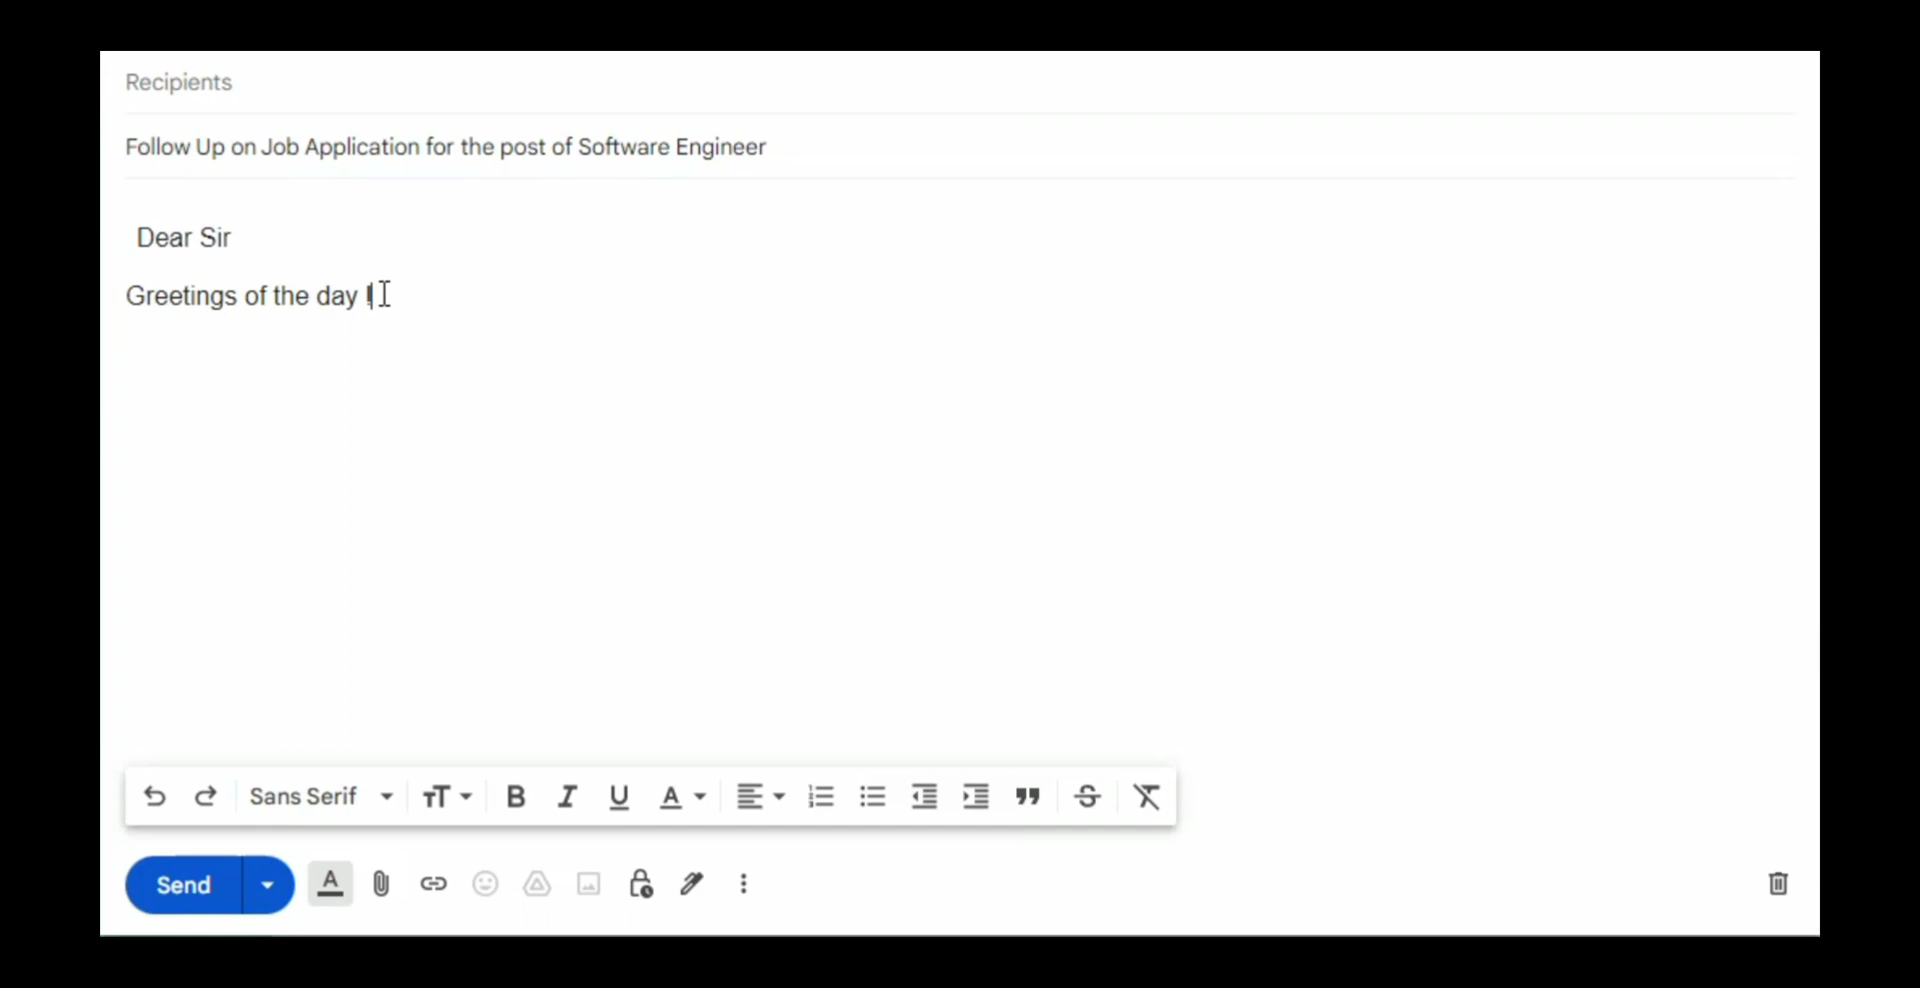 Recipients
Follow Up on Job Application for the post of Software Engineer
Dear Sir
Greetings of the day !
Sans Serif
Send